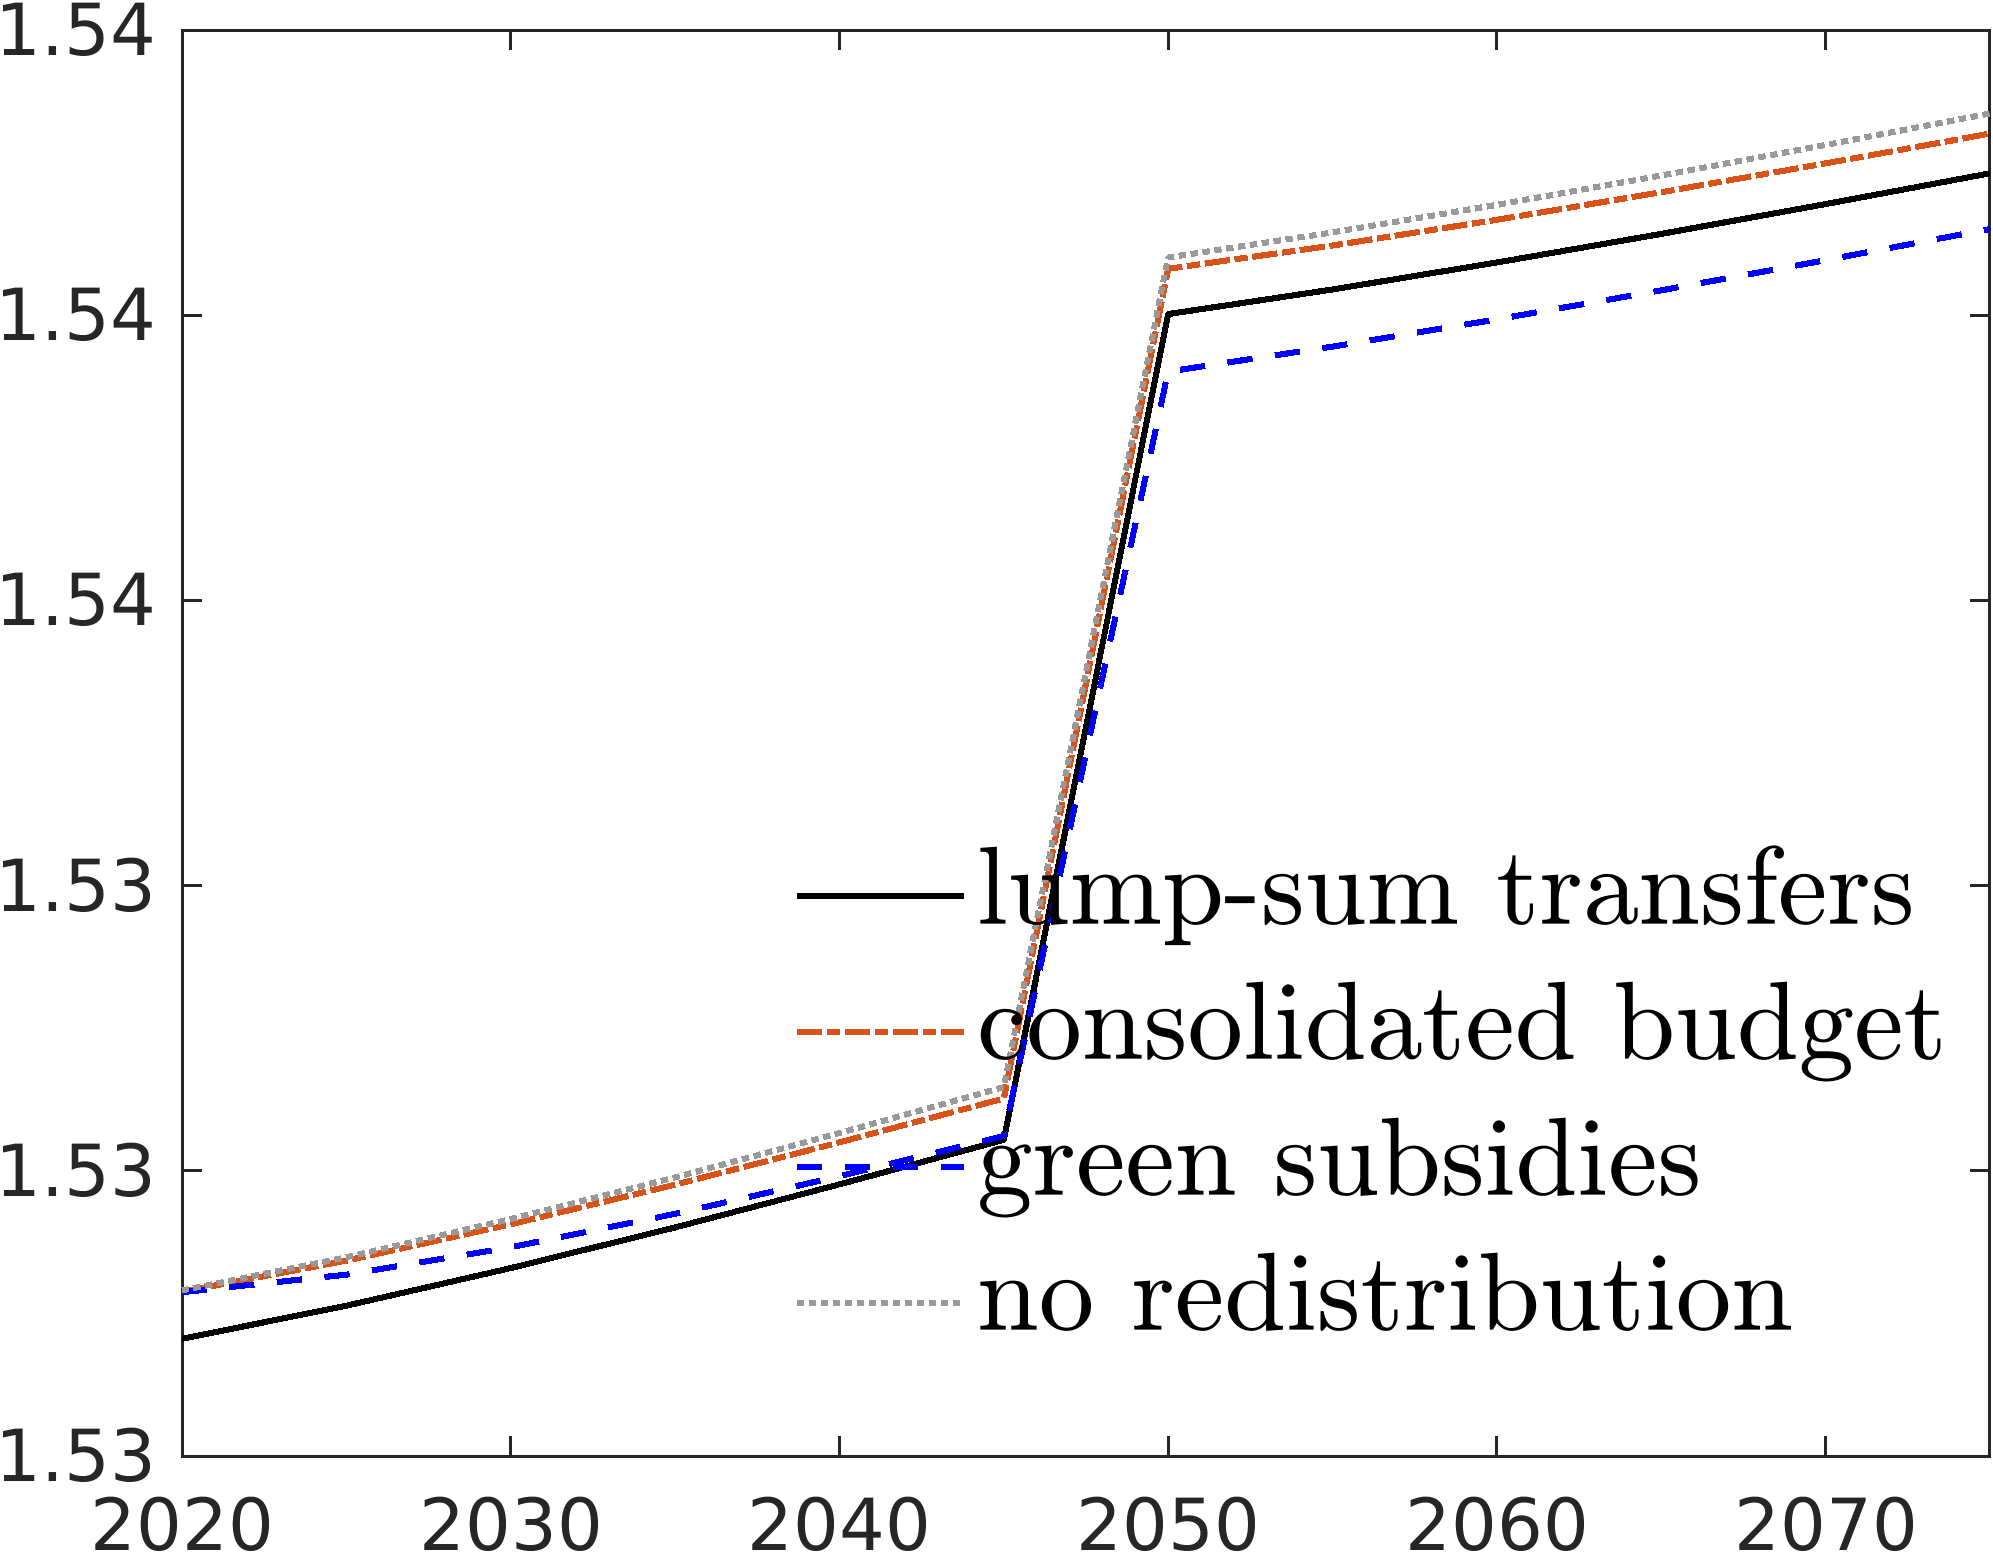 1.54
1.54
1.54
1.53
1.53
1.53
lump-sum transfers
consolidated budget
green subsidies
no redistribution
2020 2030 2040 2050 2060 2070